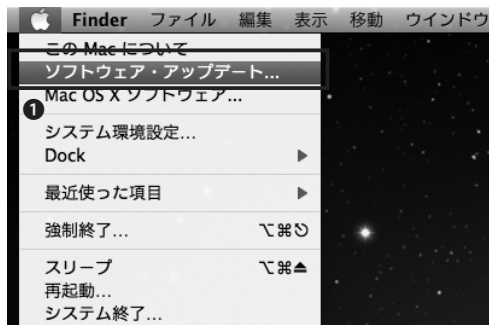 Finder ファイル 編集 表示 移動 ウインドウ
この Mac について
ソフトウェア・アップデート...
Mac OS X ソフトウェア...
❶
システム環境設定...
Dock ▶
最近使った項目 ▶
強制終了... ⌥⌘⎋
スリープ ⌥⌘⏏
再起動...
システム終了...